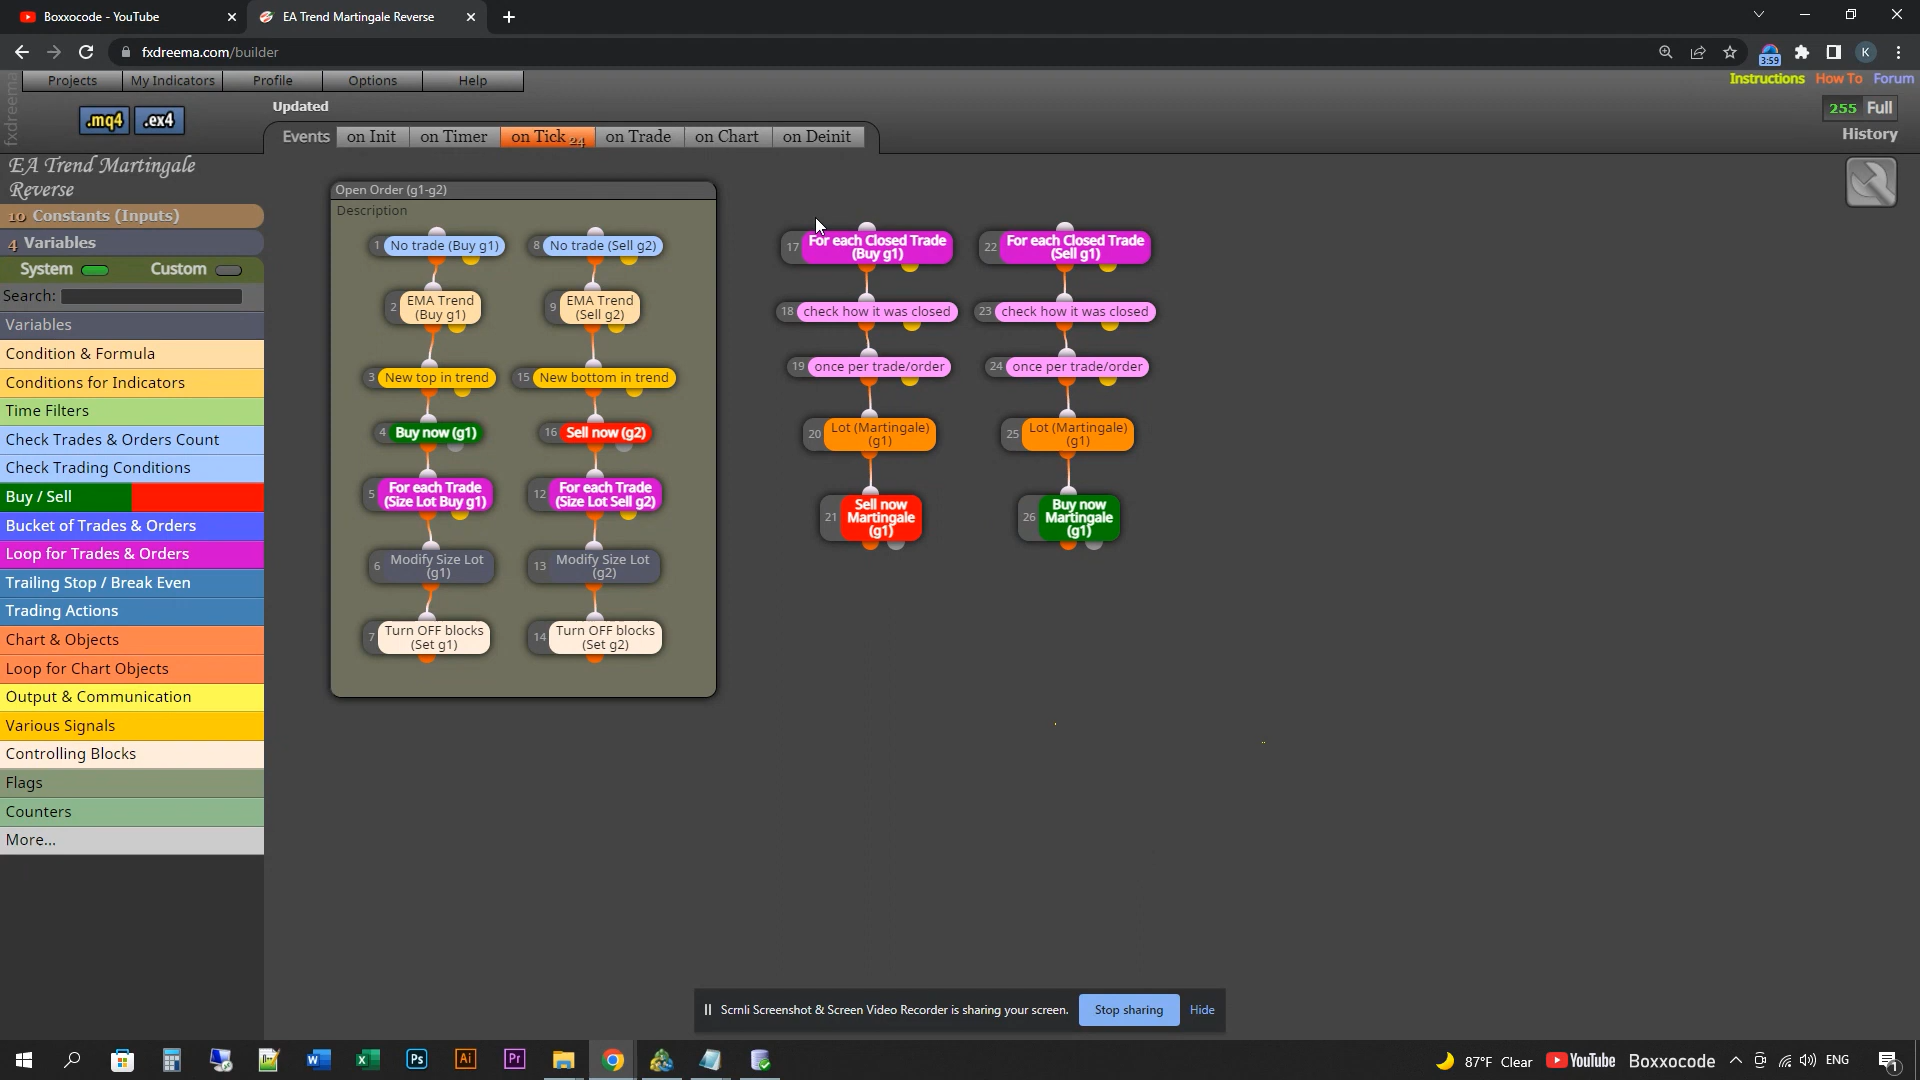 Boxxocode - YouTube
EA Trend Martingale Reverse
fxdreema.com/builder
3:59
K
fxdreema
Projects
My Indicators
Profile
Options
Help
Instructions
How To
Forum
.mq4
.ex4
Updated
255 Full
History
Events
on Init
on Timer
on Tick 24
on Trade
on Chart
on Deinit
EA Trend Martingale
Reverse
10 Constants (Inputs)
4 Variables
System
Custom
Search:
Variables
Condition & Formula
Conditions for Indicators
Time Filters
Check Trades & Orders Count
Check Trading Conditions
Buy / Sell
Bucket of Trades & Orders
Loop for Trades & Orders
Trailing Stop / Break Even
Trading Actions
Chart & Objects
Loop for Chart Objects
Output & Communication
Various Signals
Controlling Blocks
Flags
Counters
More...
Open Order (g1-g2)
Description
1 No trade (Buy g1)
2 EMA Trend
(Buy g1)
3 New top in trend
4 Buy now (g1)
5 For each Trade
(Size Lot Buy g1)
6 Modify Size Lot
(g1)
7 Turn OFF blocks
(Set g1)
8 No trade (Sell g2)
9 EMA Trend
(Sell g2)
15 New bottom in trend
16 Sell now (g2)
12 For each Trade
(Size Lot Sell g2)
13 Modify Size Lot
(g2)
14 Turn OFF blocks
(Set g2)
17 For each Closed Trade
(Buy g1)
18 check how it was closed
19 once per trade/order
20 Lot (Martingale)
(g1)
21 Sell now
Martingale
(g1)
22 For each Closed Trade
(Sell g1)
23 check how it was closed
24 once per trade/order
25 Lot (Martingale)
(g1)
26 Buy now
Martingale
(g1)
Scrnli Screenshot & Screen Video Recorder is sharing your screen.
Stop sharing
Hide
Ps
Ai
Pr
87°F Clear
YouTube
Boxxocode
ENG
1